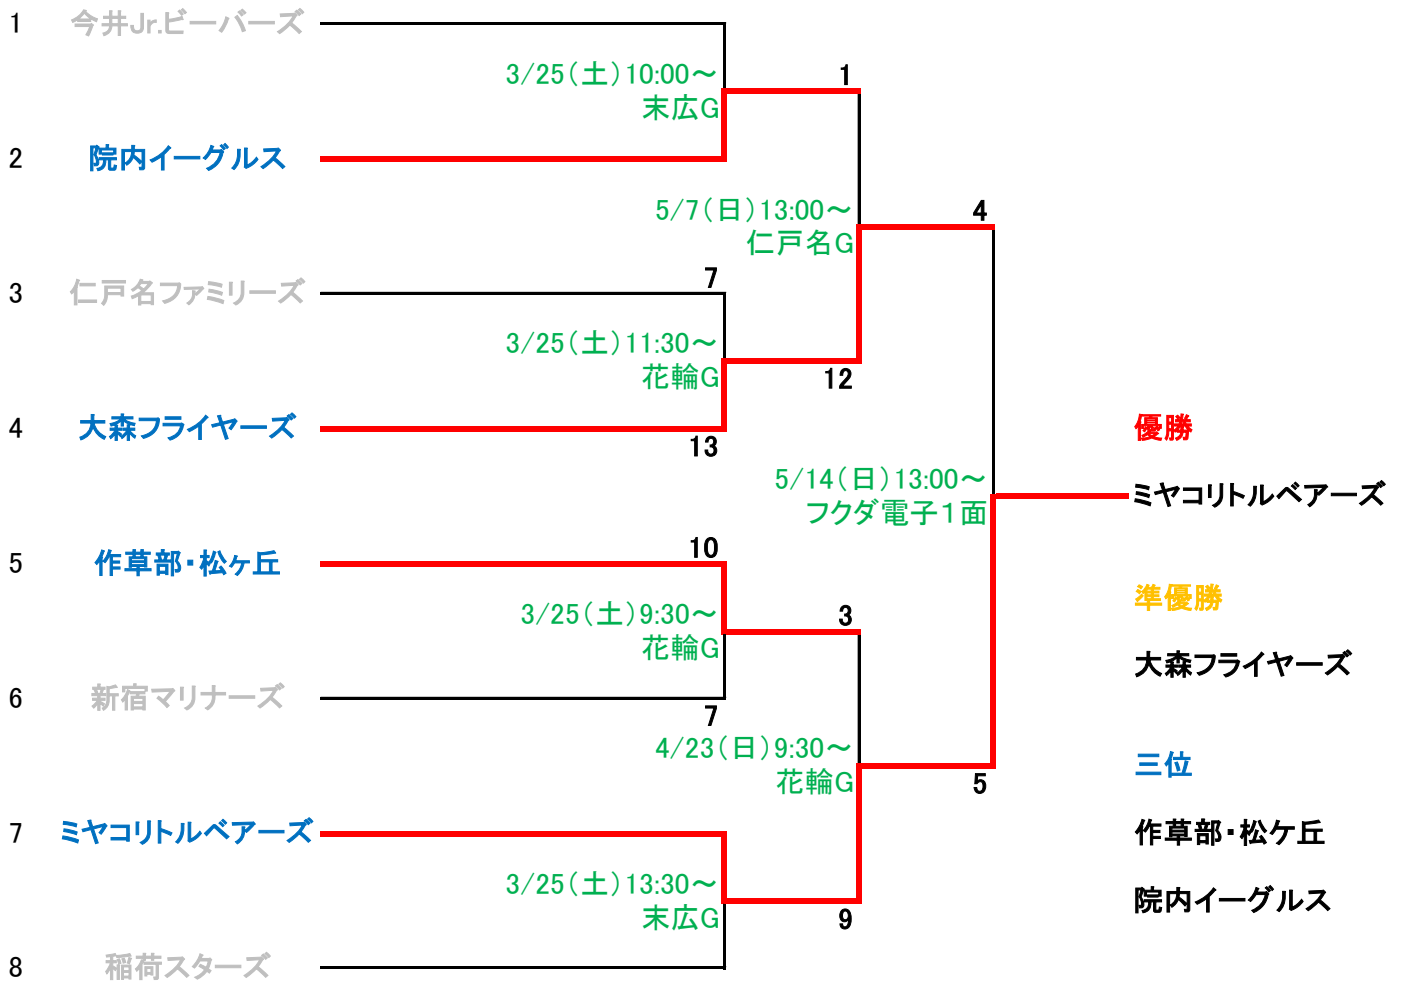 1 今井Jr.ビーバーズ
3/25(土)10:00～ 1
末広G
2 院内イーグルス
5/7(日)13:00～ 4
仁戸名G
3 仁戸名ファミリーズ 7
3/25(土)11:30～
花輪G 12
4 大森フライヤーズ 優勝
13
5/14(日)13:00～
ミヤコリトルベアーズ
フクダ電子１面
10
5 作草部・松ヶ丘
3/25(土)9:30～ 3 準優勝
花輪G
大森フライヤーズ
6 新宿マリナーズ
7
4/23(日)9:30～
三位
花輪G 5
7 ミヤコリトルベアーズ 作草部・松ケ丘
3/25(土)13:30～
院内イーグルス
末広G 9
8 稲荷スターズ